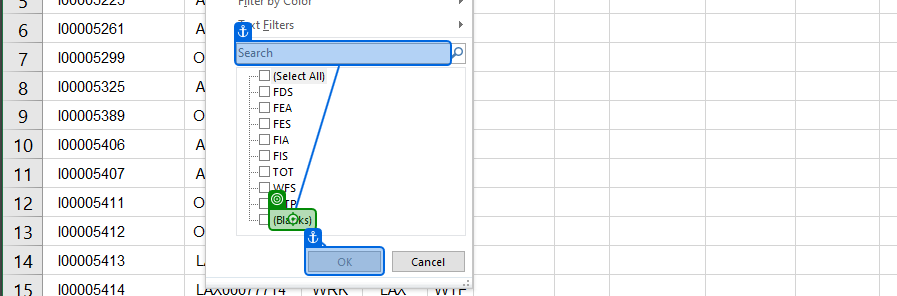 5 I00005225 Filter by Color
6 I00005261 A Text Filters
Search
7 I00005299 O
(Select All)
8 I00005325 A FDS
FEA
9 I00005389 O FES
10 I00005406 A FIA
FIS
11 I00005407 A TOT
WFS
12 I00005411 O
(Blanks)
13 I00005412 O
14 I00005413 LA OK Cancel
15 I00005414 LAX00077714 WRK LAX WTF